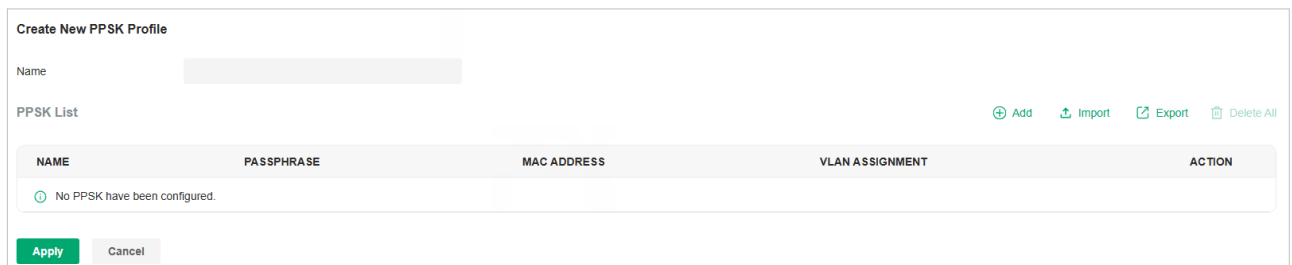 Create New PPSK Profile
Name
PPSK List Add Import Export Delete All
NAME PASSPHRASE MAC ADDRESS VLAN ASSIGNMENT ACTION
No PPSK have been configured.
Apply Cancel